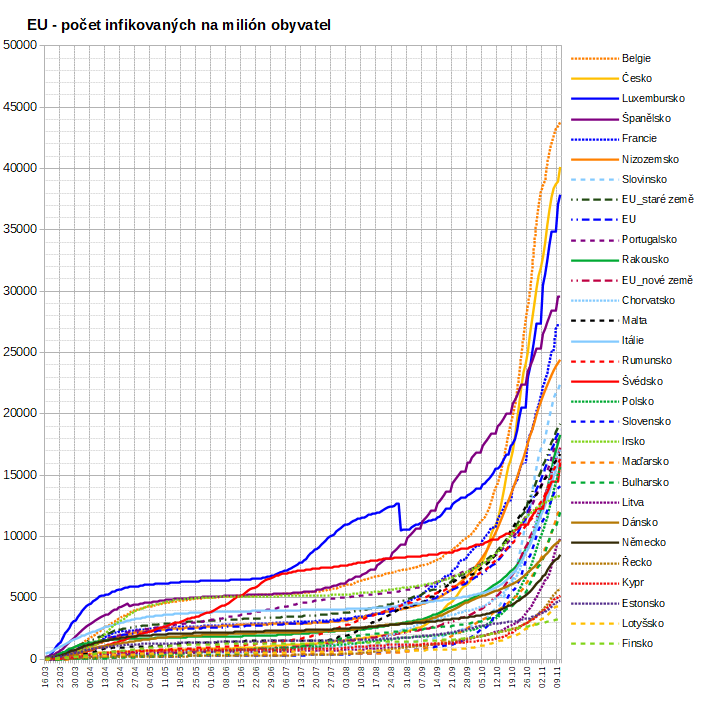 EU - počet infikovaných na milión obyvatel
50000
45000
40000
35000
30000
25000
20000
15000
10000
5000
0
Belgie
Česko
Luxembursko
Španělsko
Francie
Nizozemsko
Slovinsko
EU_staré země
EU
Portugalsko
Rakousko
EU_nové země
Chorvatsko
Malta
Itálie
Rumunsko
Švédsko
Polsko
Slovensko
Irsko
Maďarsko
Bulharsko
Litva
Dánsko
Německo
Řecko
Kypr
Estonsko
Lotyšsko
Finsko
16.03
23.03
30.03
06.04
13.04
20.04
27.04
04.05
11.05
18.05
25.05
01.06
08.06
15.06
22.06
29.06
06.07
13.07
20.07
27.07
03.08
10.08
17.08
24.08
31.08
07.09
14.09
21.09
28.09
05.10
12.10
19.10
26.10
02.11
09.11